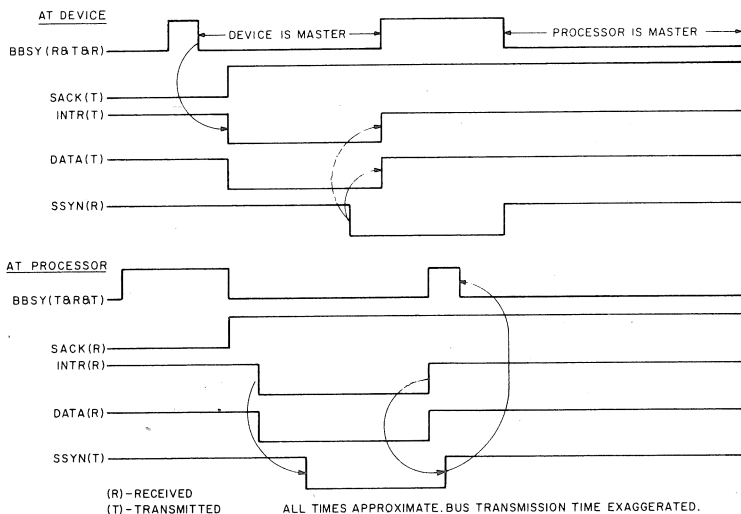 AT DEVICE
BBSY(R&T&R)
DEVICE IS MASTER
PROCESSOR IS MASTER
SACK(T)
INTR(T)
DATA(T)
SSYN(R)
AT PROCESSOR
BBSY(T&R&T)
SACK(R)
INTR(R)
DATA(R)
SSYN(T)
(R)-RECEIVED
(T)-TRANSMITTED
ALL TIMES APPROXIMATE. BUS TRANSMISSION TIME EXAGGERATED.